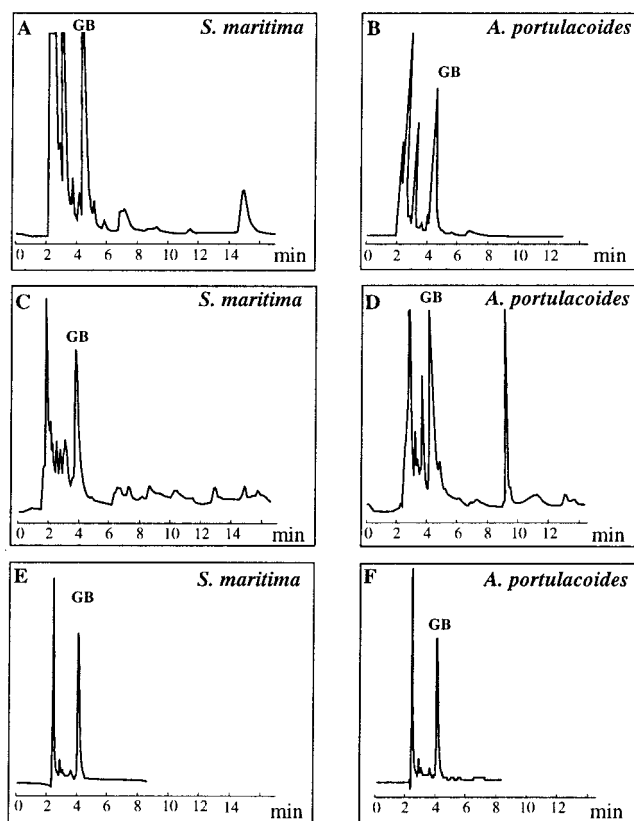 A GB S. maritima
0 2 4 6 8 10 12 14 min
B GB A. portulacoides
0 2 4 6 8 10 12 min
C GB S. maritima
0 2 4 6 8 10 12 14 min
D GB A. portulacoides
0 2 4 6 8 10 12 min
E GB S. maritima
0 2 4 6 8 10 12 14 min
F GB A. portulacoides
0 2 4 6 8 10 12 min